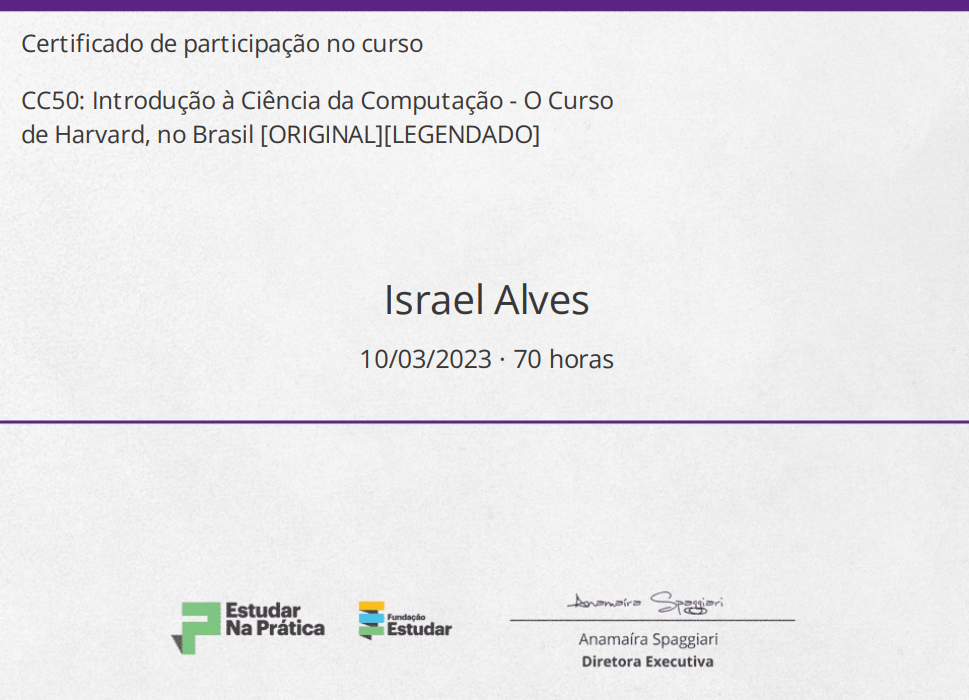 Certificado de participação no curso
CC50: Introdução à Ciência da Computação - O Curso
de Harvard, no Brasil [ORIGINAL][LEGENDADO]
Israel Alves
10/03/2023 · 70 horas
Estudar
Na Prática
Fundação
Estudar
Anamaíra Spaggiari
Anamaíra Spaggiari
Diretora Executiva